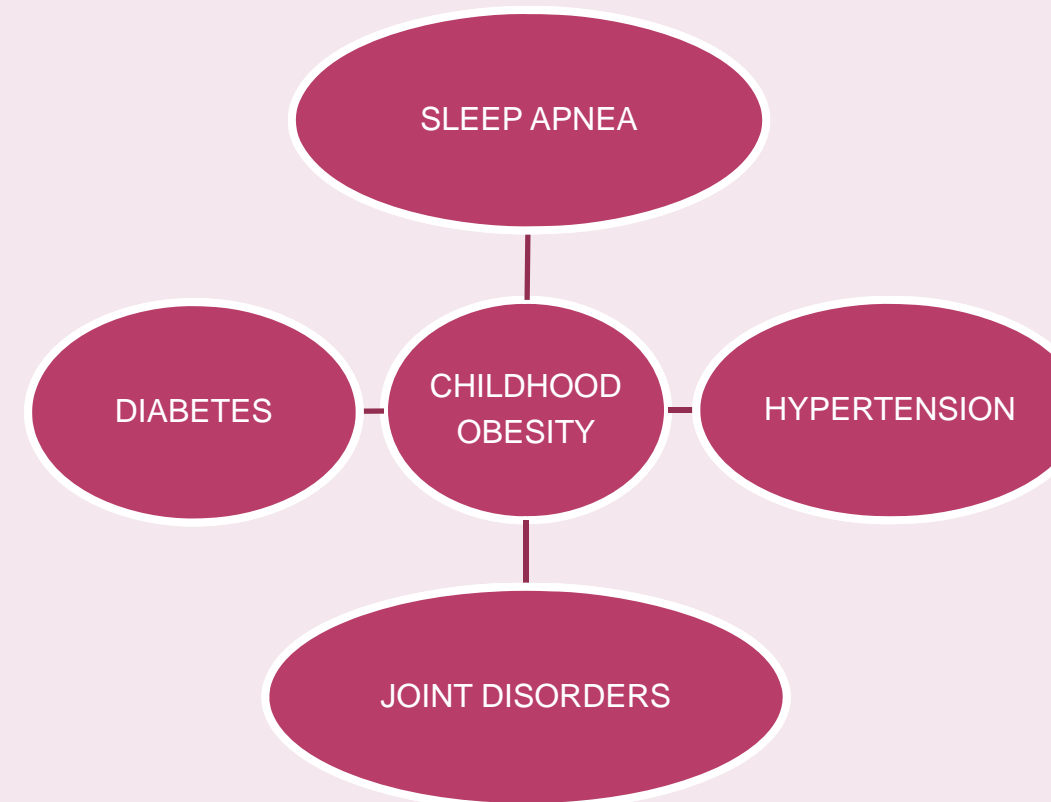 SLEEP APNEA
DIABETES
CHILDHOOD
OBESITY
HYPERTENSION
JOINT DISORDERS